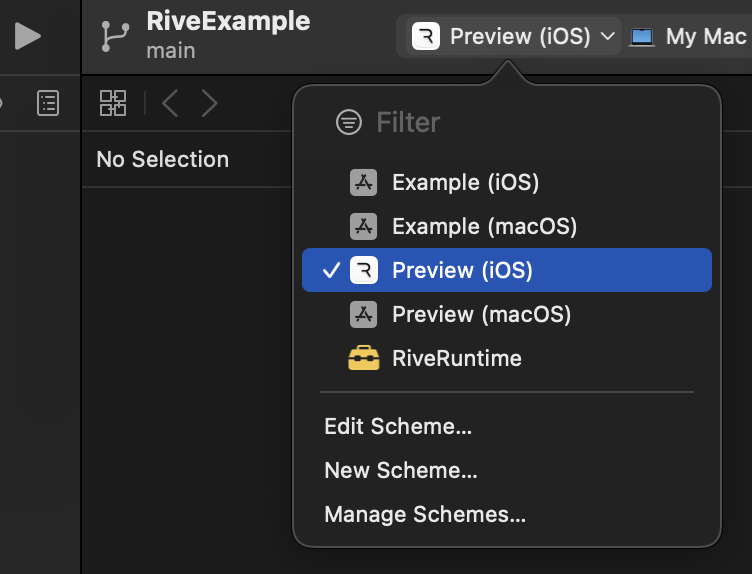 RiveExample
main
Preview (iOS)
My Mac
No Selection
Filter
Example (iOS)
Example (macOS)
Preview (iOS)
Preview (macOS)
RiveRuntime
Edit Scheme...
New Scheme...
Manage Schemes...